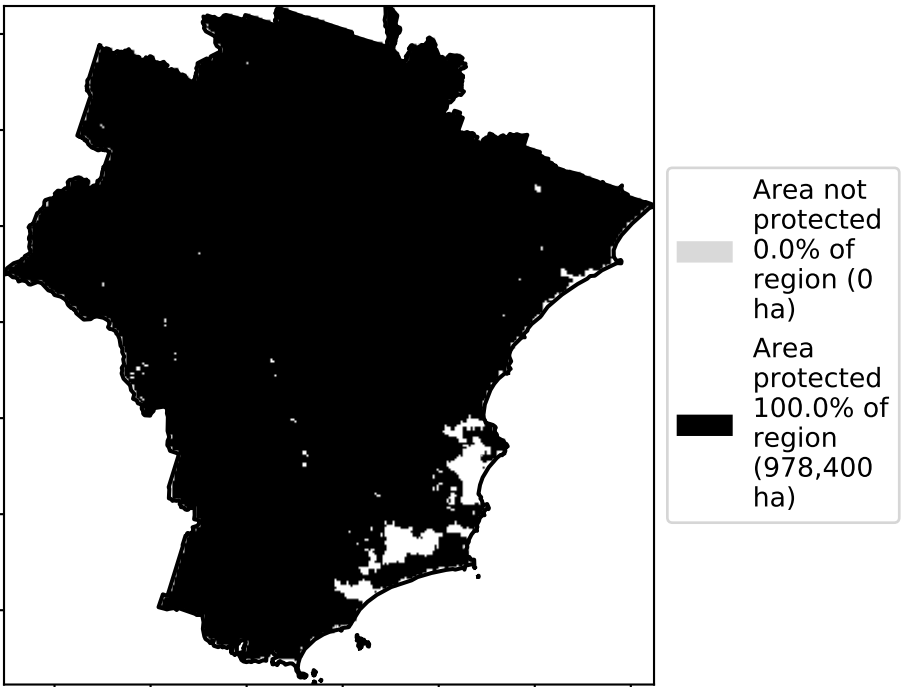 Area not
protected
0.0% of
region (0
ha)
Area
protected
100.0% of
region
(978,400
ha)